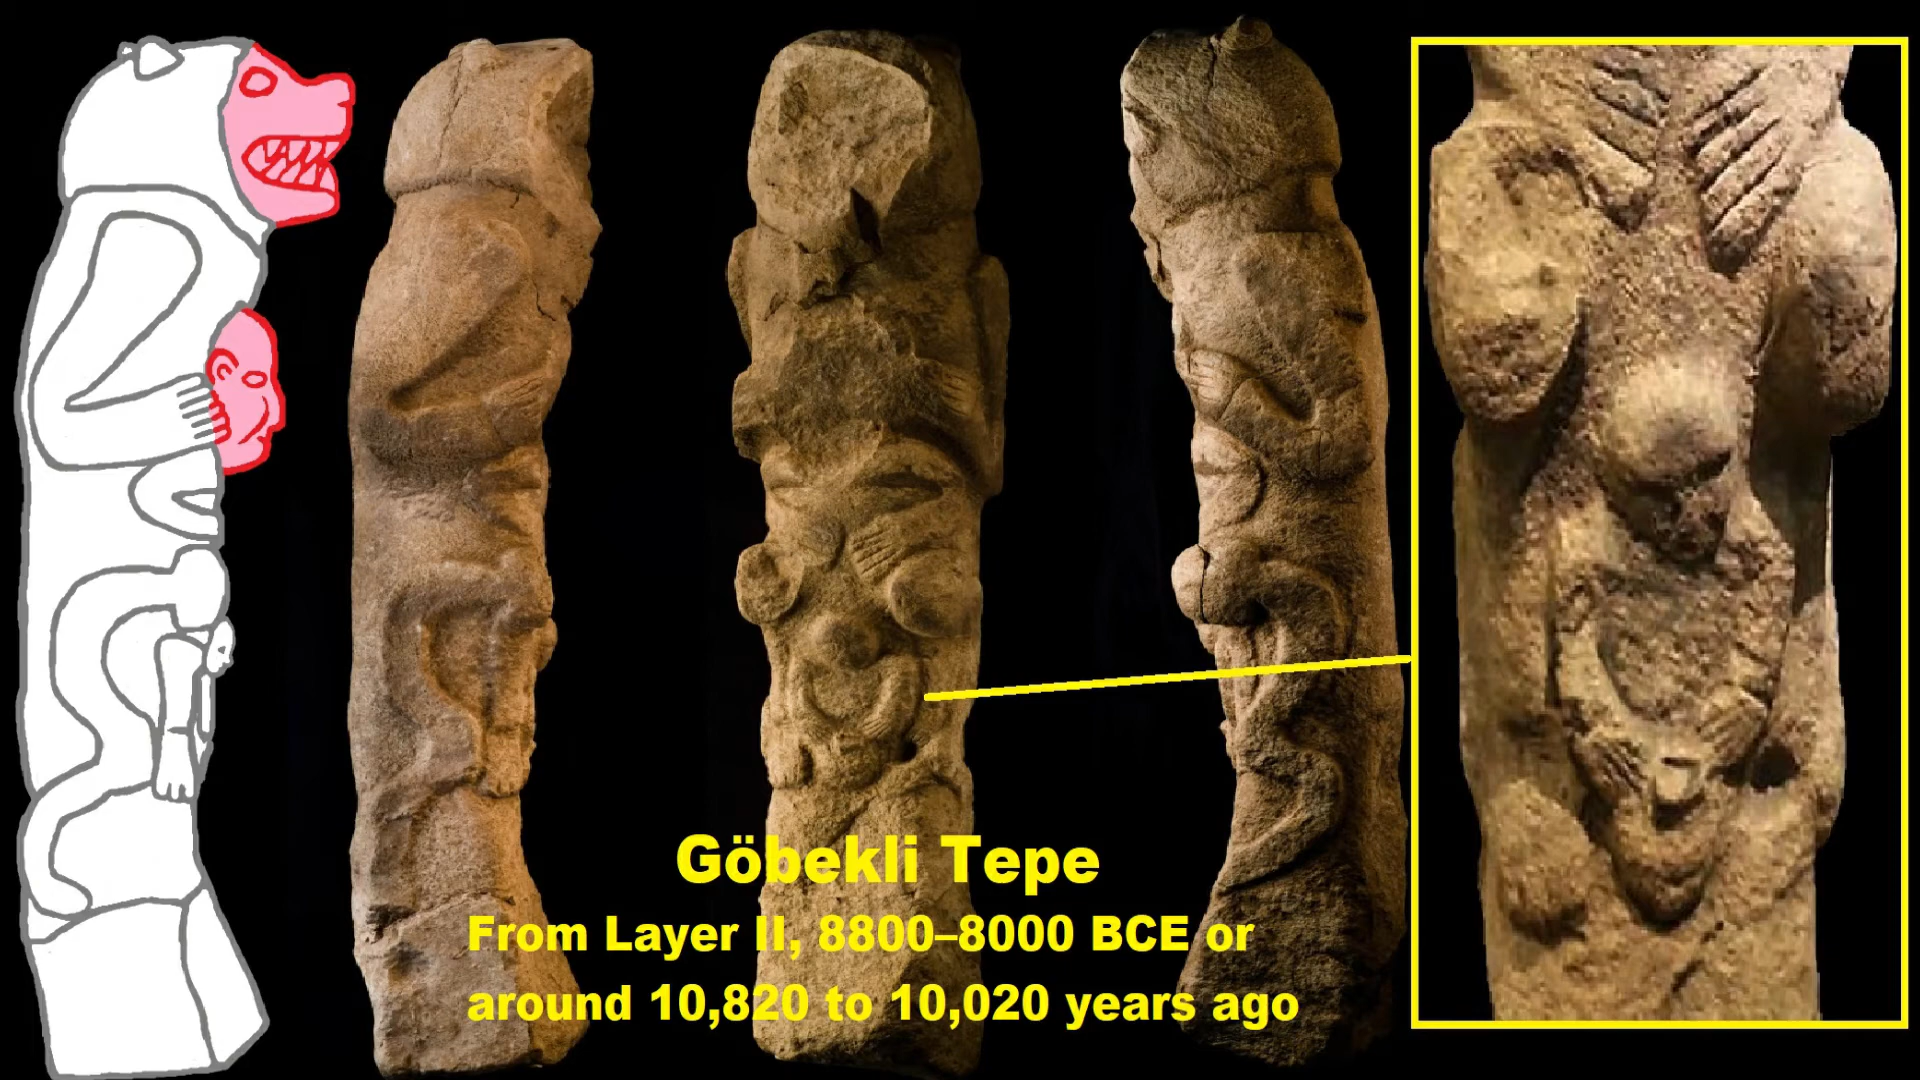 Göbekli Tepe
From Layer II, 8800–8000 BCE or
around 10,820 to 10,020 years ago